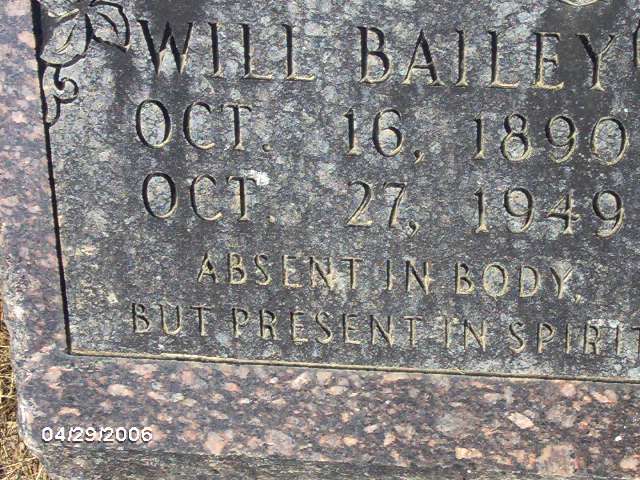 WILL BAILEY
OCT. 16, 1890
OCT. 27, 1949
ABSENT IN BODY,
BUT PRESENT IN SPIRIT
04/29/2006